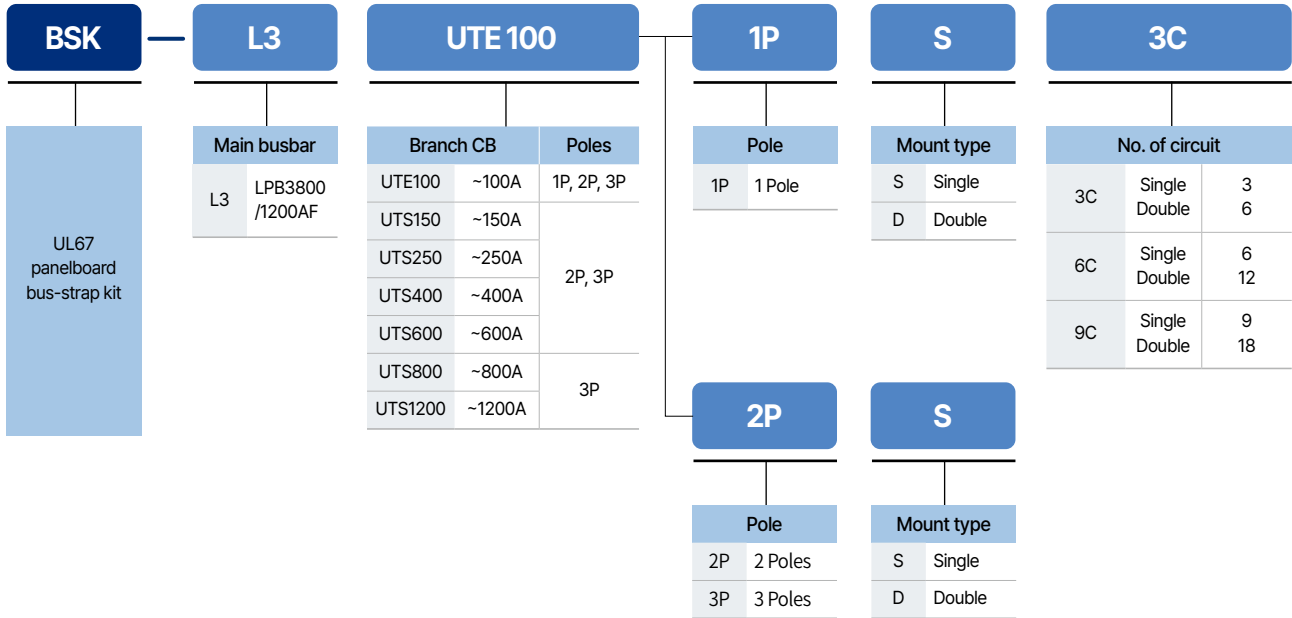 BSK — L3 UTE 100 1P S 3C
UL67
panelboard
bus-strap kit
Main busbar
L3 LPB3800
/1200AF
Branch CB Poles
UTE100 ~100A 1P, 2P, 3P
UTS150 ~150A
UTS250 ~250A
UTS400 ~400A
UTS600 ~600A
2P, 3P
UTS800 ~800A
UTS1200 ~1200A
3P
Pole
1P 1 Pole
Mount type
S Single
D Double
No. of circuit
3C Single 3
Double 6
6C Single 6
Double 12
9C Single 9
Double 18
2P S
Pole
2P 2 Poles
3P 3 Poles
Mount type
S Single
D Double